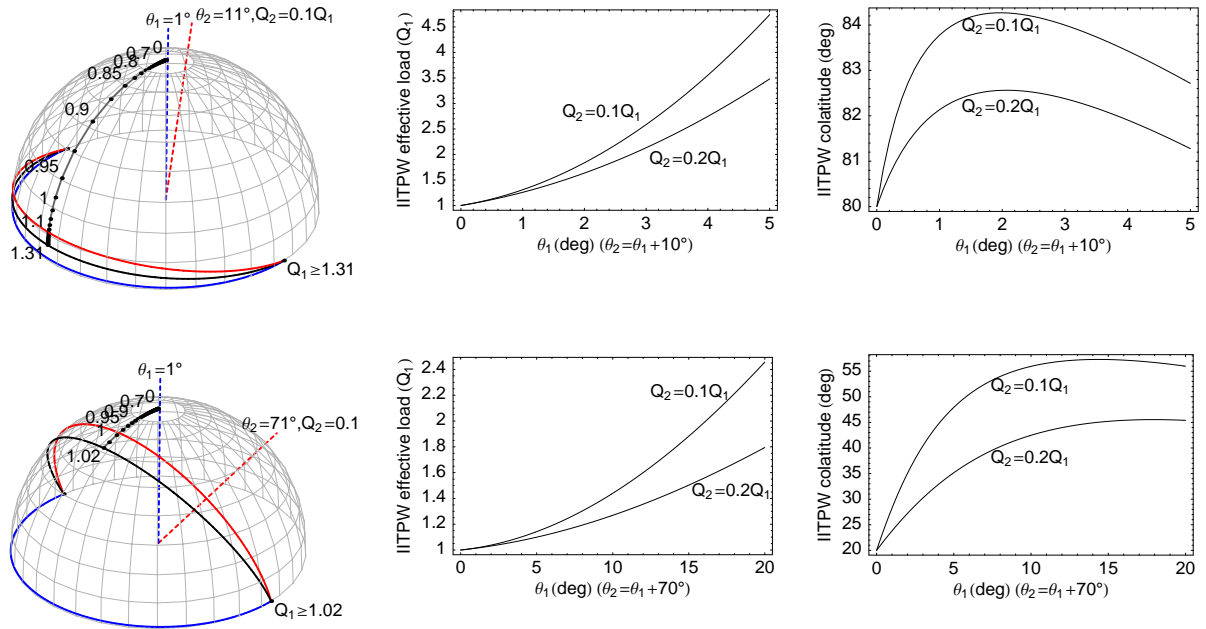 θ1=1°
θ2=11°,Q2=0.1Q1
0
0.7
0.8
0.85
0.9
0.95
1
1.1
1.31
Q1≥1.31
IITPW effective load (Q1)
4.5
4
3.5
3
2.5
2
1.5
1
Q2=0.1Q1
Q2=0.2Q1
0 1 2 3 4 5
θ1(deg) (θ2=θ1+10°)
IITPW colatitude (deg)
84
83
82
81
80
Q2=0.1Q1
Q2=0.2Q1
0 1 2 3 4 5
θ1(deg) (θ2=θ1+10°)
θ1=1°
θ2=71°,Q2=0.1
0
0.7
0.9
0.95
1
1.02
Q1≥1.02
IITPW effective load (Q1)
2.4
2.2
2
1.8
1.6
1.4
1.2
1
Q2=0.1Q1
Q2=0.2Q1
0 5 10 15 20
θ1(deg) (θ2=θ1+70°)
IITPW colatitude (deg)
55
50
45
40
35
30
25
20
Q2=0.1Q1
Q2=0.2Q1
0 5 10 15 20
θ1(deg) (θ2=θ1+70°)